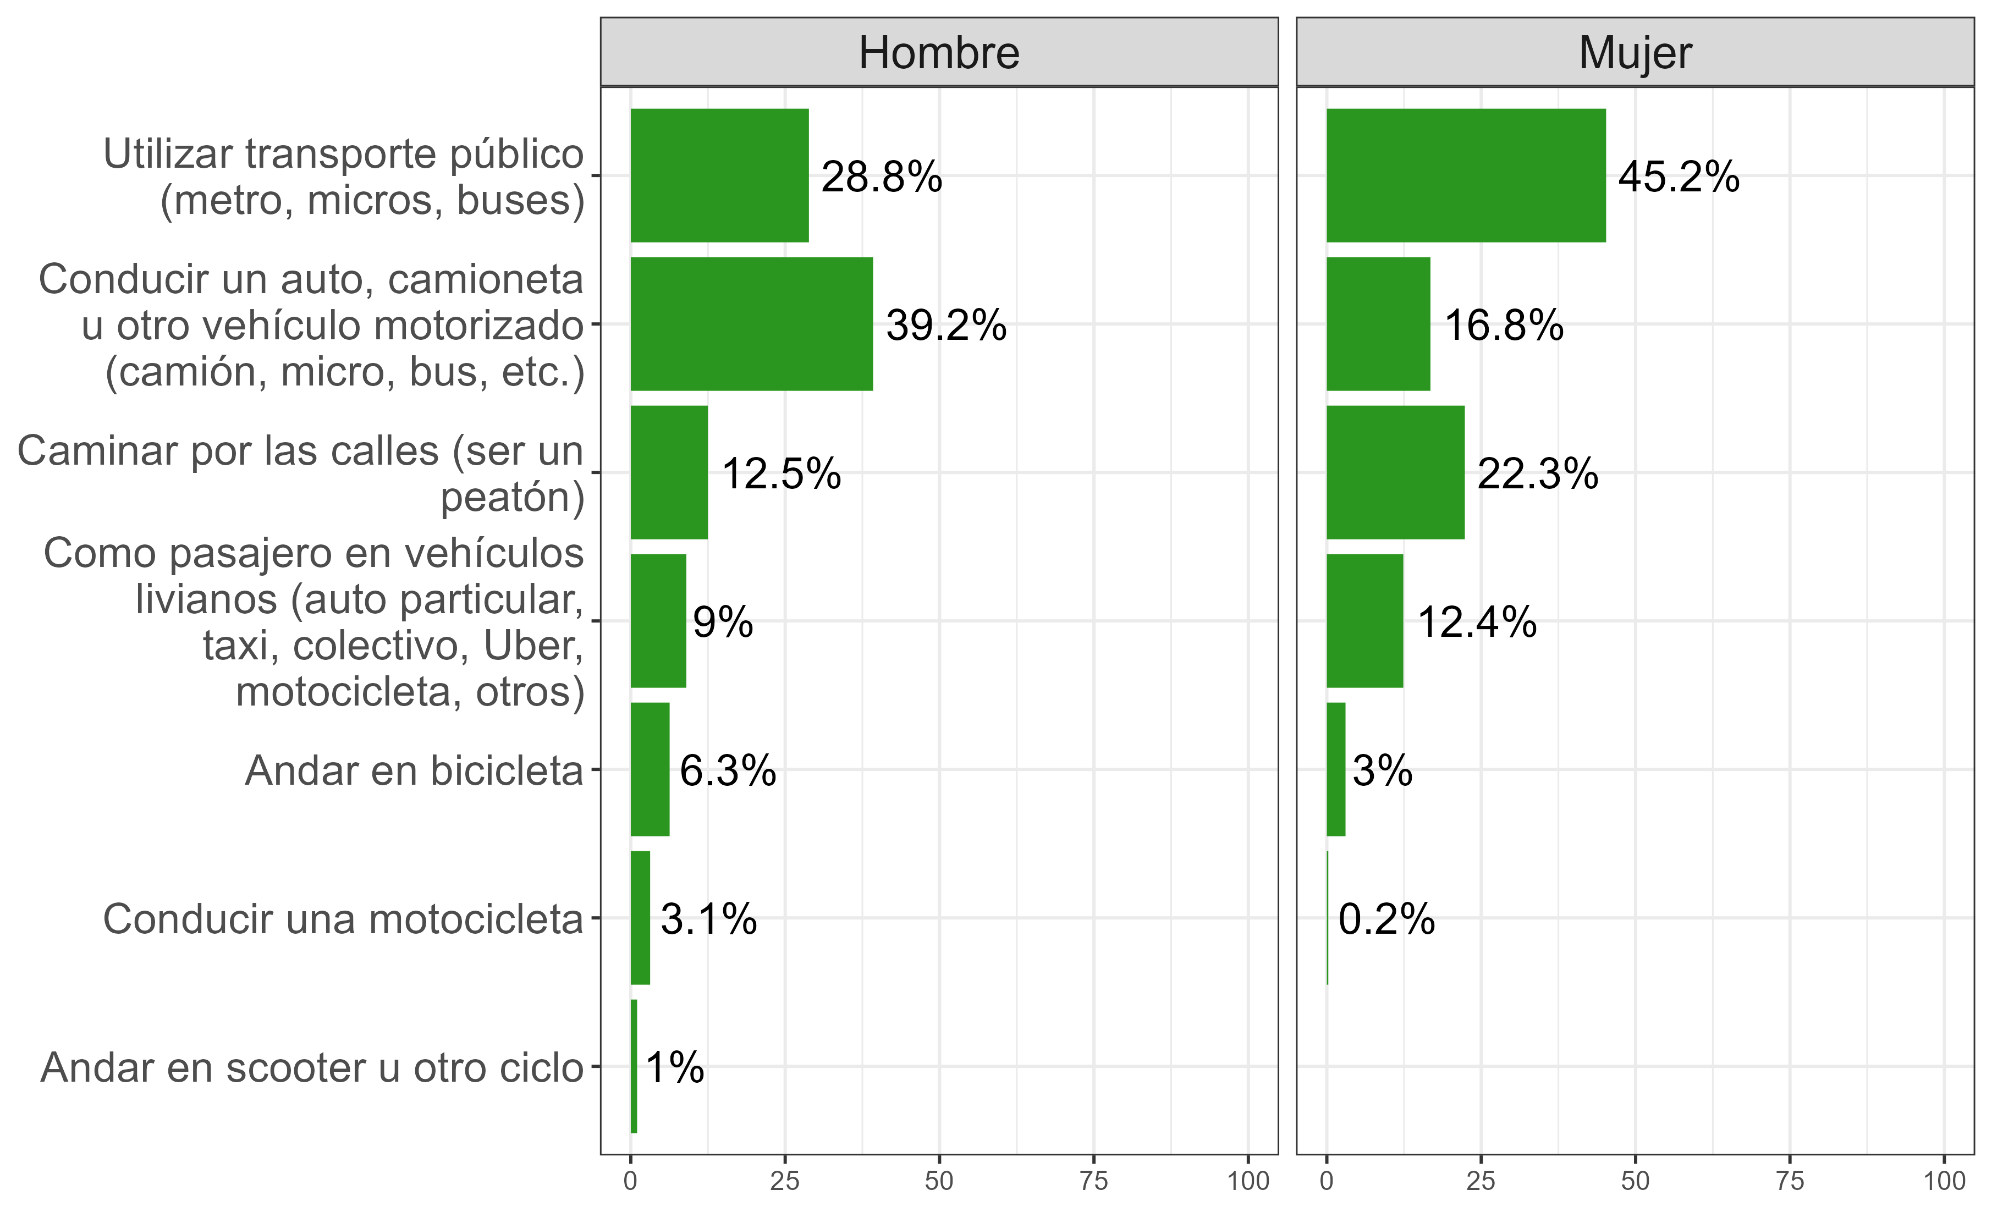 Hombre
Mujer
Utilizar transporte público
(metro, micros, buses)
28.8%
45.2%
Conducir un auto, camioneta
u otro vehículo motorizado
(camión, micro, bus, etc.)
39.2%
16.8%
Caminar por las calles (ser un
peatón)
12.5%
22.3%
Como pasajero en vehículos
livianos (auto particular,
taxi, colectivo, Uber,
motocicleta, otros)
9%
12.4%
Andar en bicicleta
6.3%
3%
Conducir una motocicleta
3.1%
0.2%
Andar en scooter u otro ciclo
1%
0 25 50 75 100
0 25 50 75 100